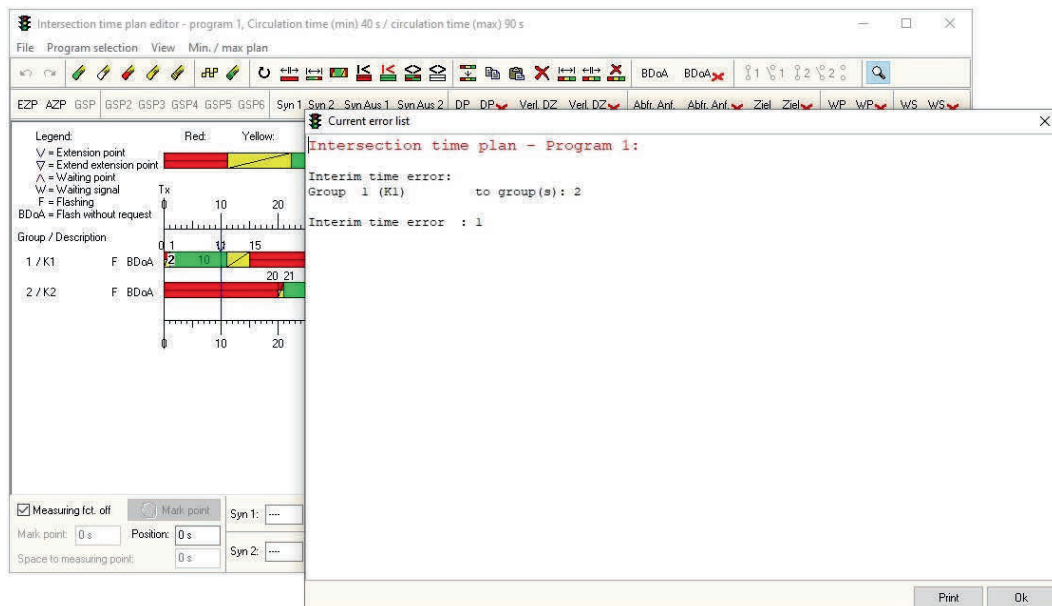 Intersection time plan editor - program 1, Circulation time (min) 40 s / circulation time (max) 90 s
File Program selection View Min. / max plan
BDoA BDoA 1 1 2 2
EZP AZP GSP GSP2 GSP3 GSP4 GSP5 GSP6 Syn 1 Syn 2 Syn Aus 1 Syn Aus 2 DP DP Verl. DZ Verl. DZ Abfr. Anf. Abfr. Anf. Ziel Ziel WP WP WS WS
Legend: Red: Yellow:
V = Extension point
∇ = Extend extension point
Λ = Waiting point
W = Waiting signal
F = Flashing
BDoA = Flash without request
Tx
0 10 20
Group / Description
0 1 11 15
1 / K1 F BDoA 2 10
20 21
2 / K2 F BDoA
0 10 20
Measuring fct. off Mark point Syn 1: ----
Mark point: 0 s Position: 0 s
Space to measuring point: 0 s Syn 2: ----
Current error list
Intersection time plan - Program 1:
Interim time error:
Group 1 (K1) to group(s): 2
Interim time error : 1
Print Ok